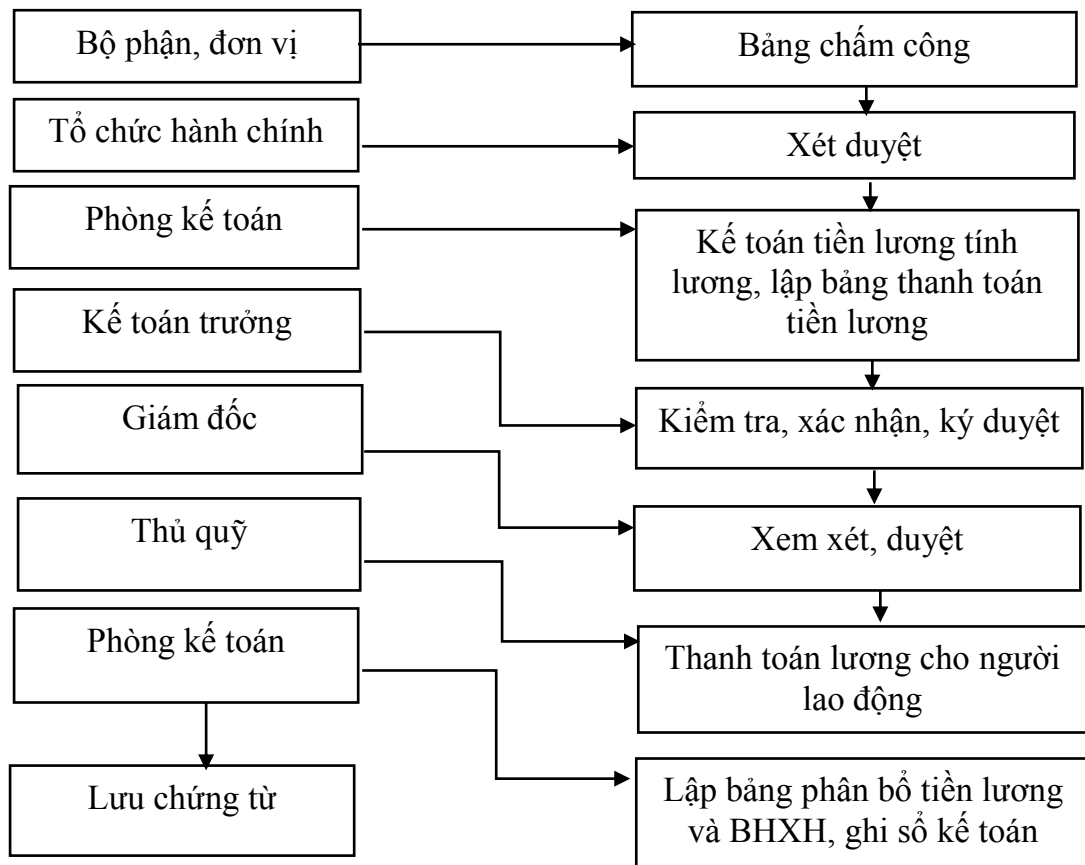 Bộ phận, đơn vị
Bảng chấm công
Tổ chức hành chính
Xét duyệt
Phòng kế toán
Kế toán tiền lương tính
lương, lập bảng thanh toán
tiền lương
Kế toán trưởng
Kiểm tra, xác nhận, ký duyệt
Giám đốc
Xem xét, duyệt
Thủ quỹ
Thanh toán lương cho người
lao động
Phòng kế toán
Lưu chứng từ
Lập bảng phân bổ tiền lương
và BHXH, ghi sổ kế toán